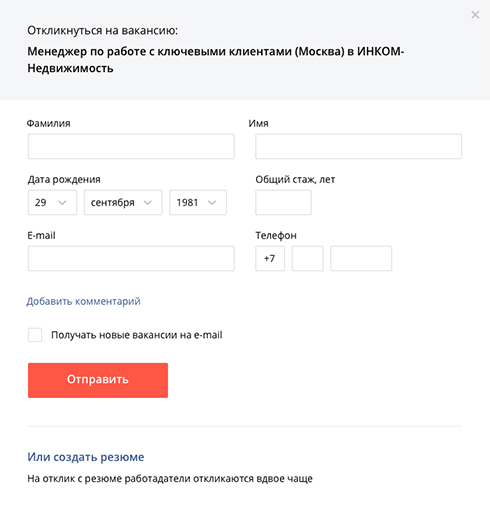 Откликнуться на вакансию:
Менеджер по работе с ключевыми клиентами (Москва) в ИНКОМ-
Недвижимость
Фамилия Имя
Дата рождения Общий стаж, лет
29 сентября 1981
E-mail Телефон
+7
Добавить комментарий
Получать новые вакансии на e-mail
Отправить
Или создать резюме
На отклик с резюме работадатели откликаются вдвое чаще